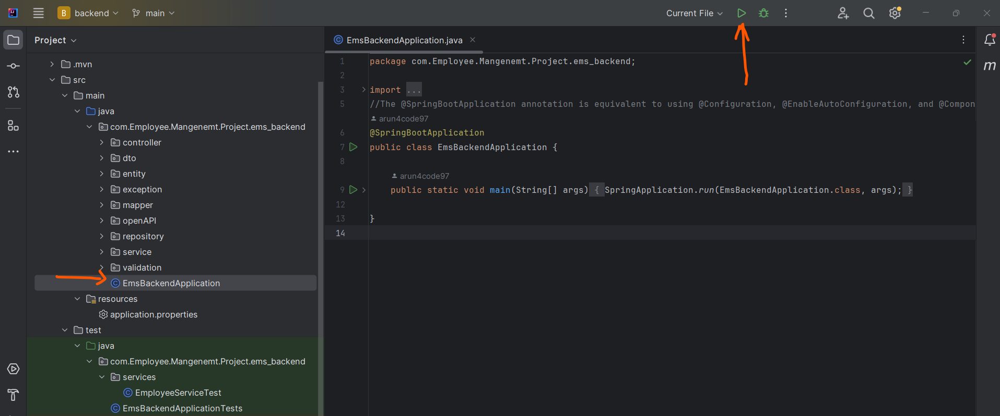 B backend main Current File
Project
.mvn
src
main
java
com.Employee.Mangenemt.Project.ems_backend
controller
dto
entity
exception
mapper
openAPI
repository
service
validation
EmsBackendApplication
resources
application.properties
test
java
com.Employee.Mangenemt.Project.ems_backend
services
EmployeeServiceTest
EmsBackendApplicationTests
EmsBackendApplication.java
1 package com.Employee.Mangenemt.Project.ems_backend;
2
3 import ...
5 //The @SpringBootApplication annotation is equivalent to using @Configuration, @EnableAutoConfiguration, and @Compon
arun4code97
6 @SpringBootApplication
7 public class EmsBackendApplication {
8
arun4code97
9 public static void main(String[] args) { SpringApplication.run(EmsBackendApplication.class, args); }
12
13 }
14
m